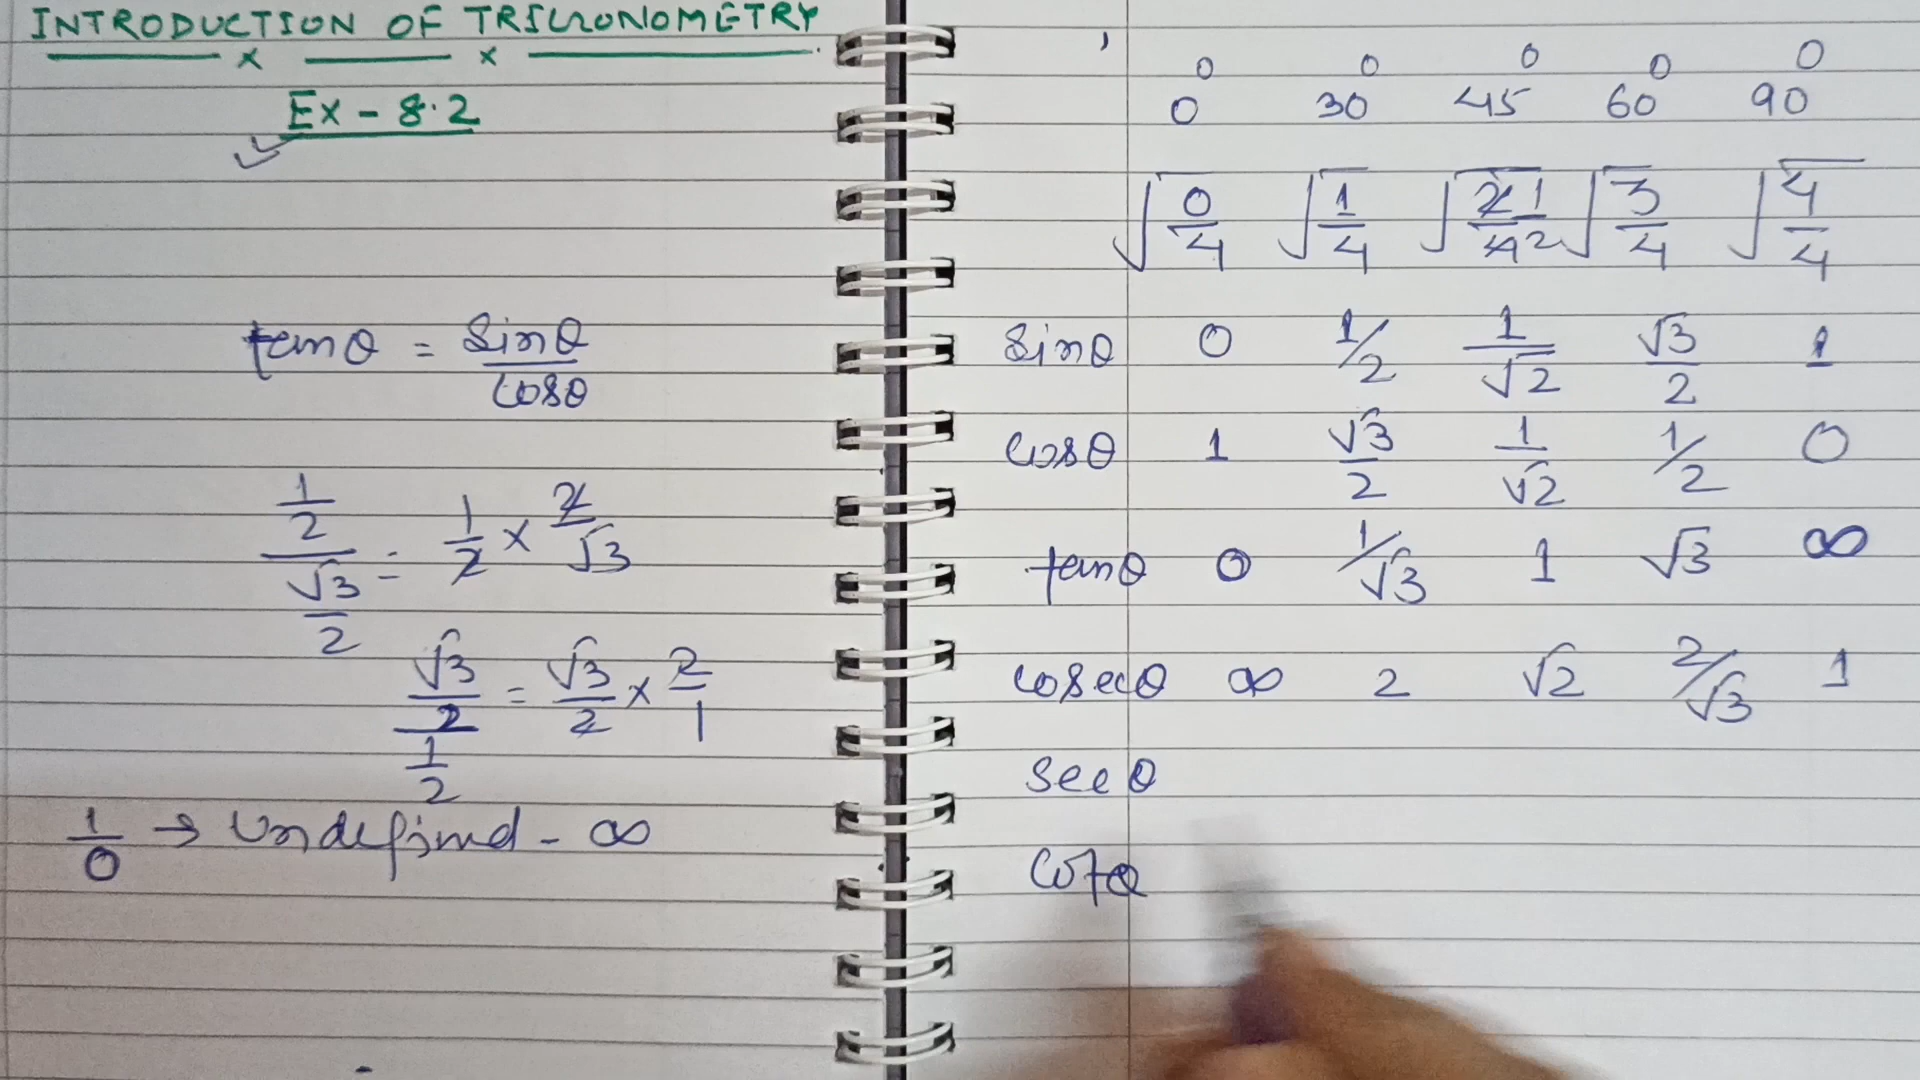 INTRODUCTION OF TRIGONOMETRY
x x
Ex - 8.2
tanθ = sinθ/cosθ
(1/2)/(√3/2) = 1/2 × 2/√3
(√3/2)/(1/2) = √3/2 × 2/1
1/0 → Undefined - ∞
0° 30° 45° 60° 90°
√0/4 √1/4 √2/4 1/2 √3/4 √4/4
sinθ 0 1/2 1/√2 √3/2 1
cosθ 1 √3/2 1/√2 1/2 0
tanθ 0 1/√3 1 √3 ∞
cosecθ ∞ 2 √2 2/√3 1
secθ
cotθ